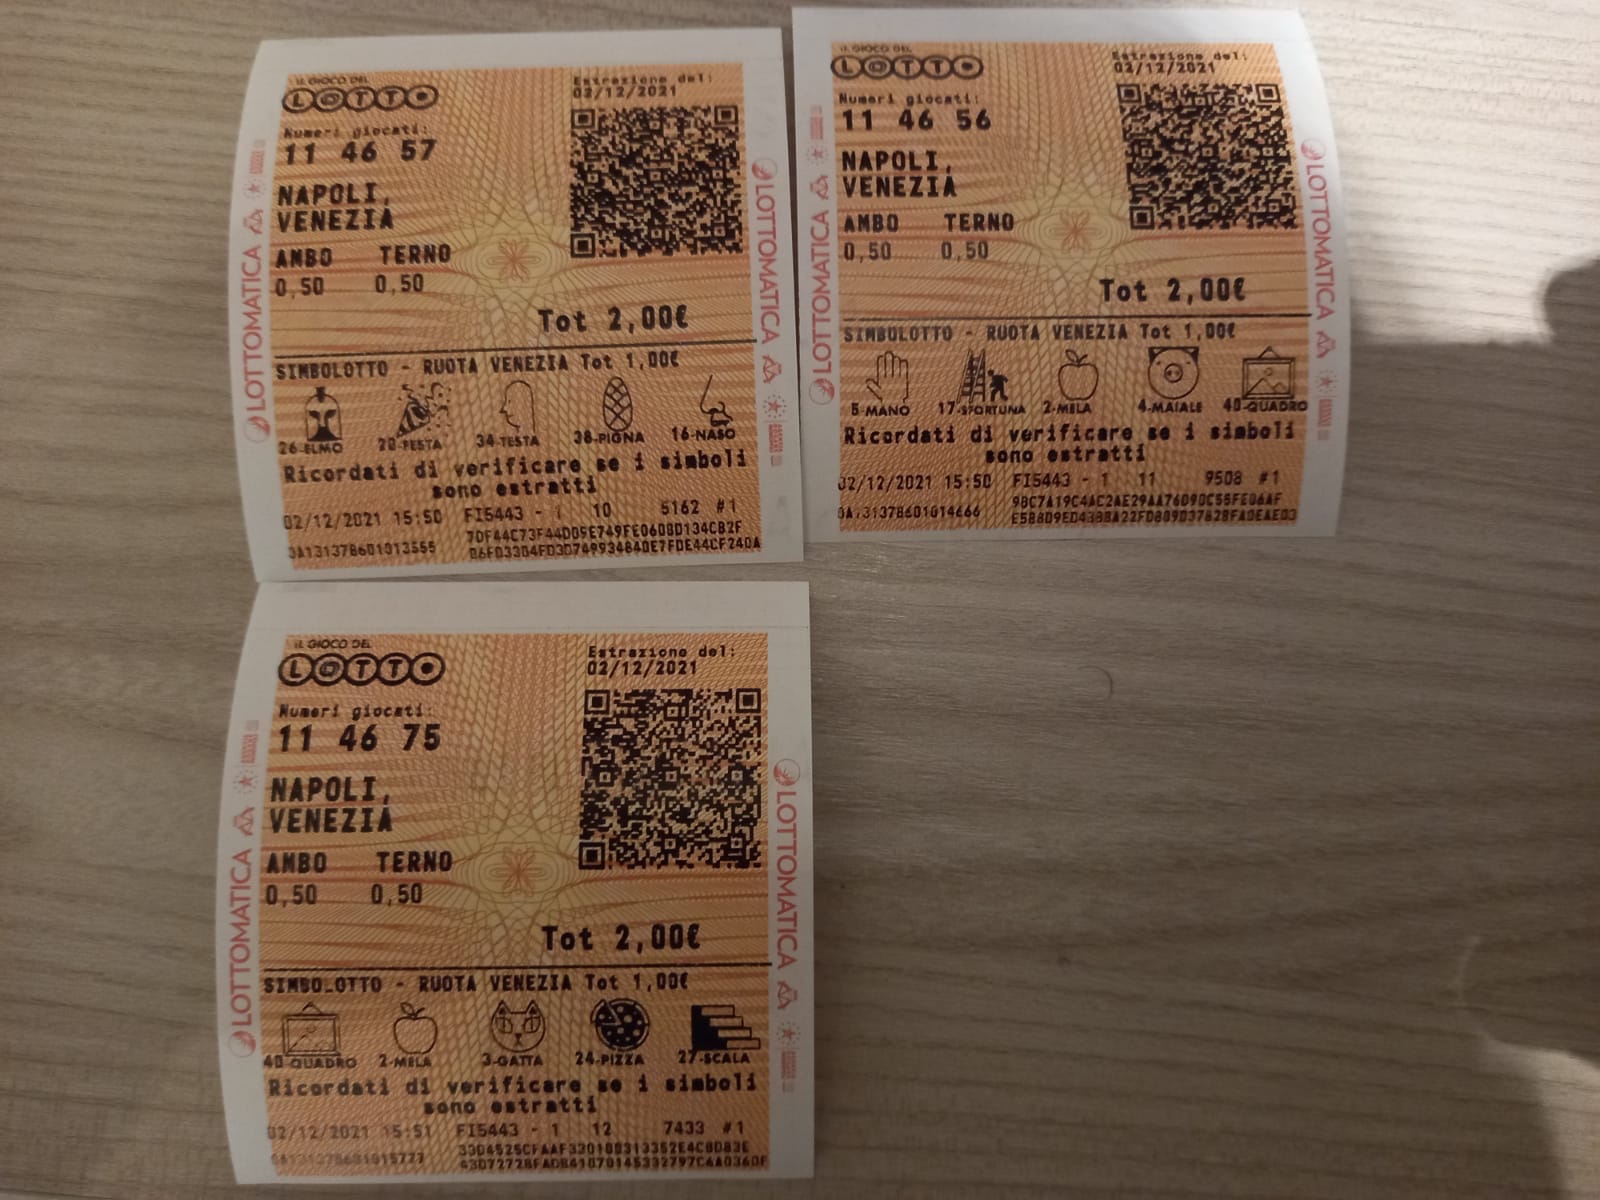 IL GIOCO DEL
LOTTO
Estrazione del:
02/12/2021
Numeri giocati:
11 46 57
NAPOLI,
VENEZIA
AMBO TERNO
0,50 0,50
Tot 2,00€
SIMBOLOTTO - RUOTA VENEZIA Tot 1,00€
26-ELMO 20-FESTA 34-TESTA 38-PIGNA 16-NASO
Ricordati di verificare se i simboli
sono estratti
02/12/2021 15:50 FI5443 - 1 10 5162 #1
LOTTOMATICA
LOTTOMATICA
IL GIOCO DEL
LOTTO
Estrazione del:
02/12/2021
Numeri giocati:
11 46 56
NAPOLI,
VENEZIA
AMBO TERNO
0,50 0,50
Tot 2,00€
SIMBOLOTTO - RUOTA VENEZIA Tot 1,00€
5-MANO 17-SFORTUNA 2-MELA 4-MAIALE 40-QUADRO
Ricordati di verificare se i simboli
sono estratti
02/12/2021 15:50 FI5443 - 1 11 9508 #1
LOTTOMATICA
LOTTOMATICA
IL GIOCO DEL
LOTTO
Estrazione del:
02/12/2021
Numeri giocati:
11 46 75
NAPOLI,
VENEZIA
AMBO TERNO
0,50 0,50
Tot 2,00€
SIMBOLOTTO - RUOTA VENEZIA Tot 1,00€
40-QUADRO 2-MELA 3-GATTA 24-PIZZA 27-SCALA
Ricordati di verificare se i simboli
sono estratti
02/12/2021 15:51 FI5443 - 1 12 7433 #1
LOTTOMATICA
LOTTOMATICA